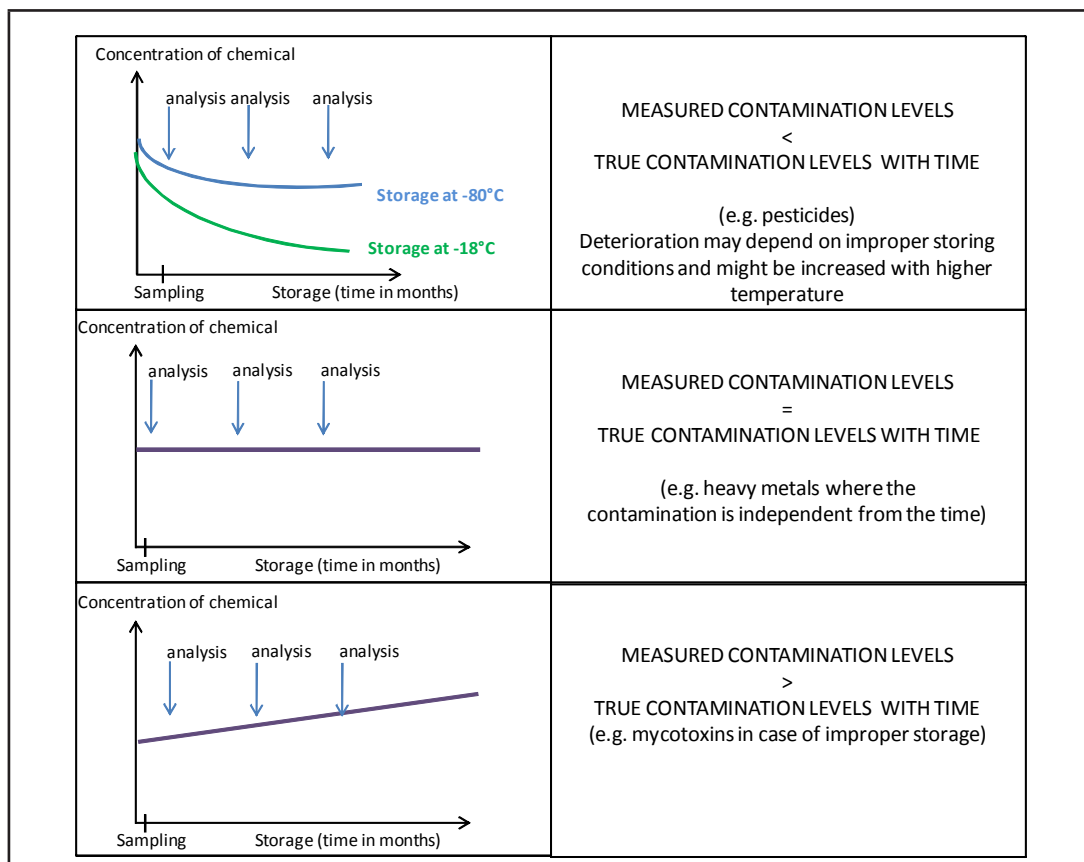 Concentration of chemical
analysis analysis analysis
Storage at -80°C
Storage at -18°C
Sampling Storage (time in months)
MEASURED CONTAMINATION LEVELS
<
TRUE CONTAMINATION LEVELS WITH TIME
(e.g. pesticides)
Deterioration may depend on improper storing
conditions and might be increased with higher
temperature
Concentration of chemical
analysis analysis analysis
Sampling Storage (time in months)
MEASURED CONTAMINATION LEVELS
=
TRUE CONTAMINATION LEVELS WITH TIME
(e.g. heavy metals where the
contamination is independent from the time)
Concentration of chemical
analysis analysis analysis
Sampling Storage (time in months)
MEASURED CONTAMINATION LEVELS
>
TRUE CONTAMINATION LEVELS WITH TIME
(e.g. mycotoxins in case of improper storage)